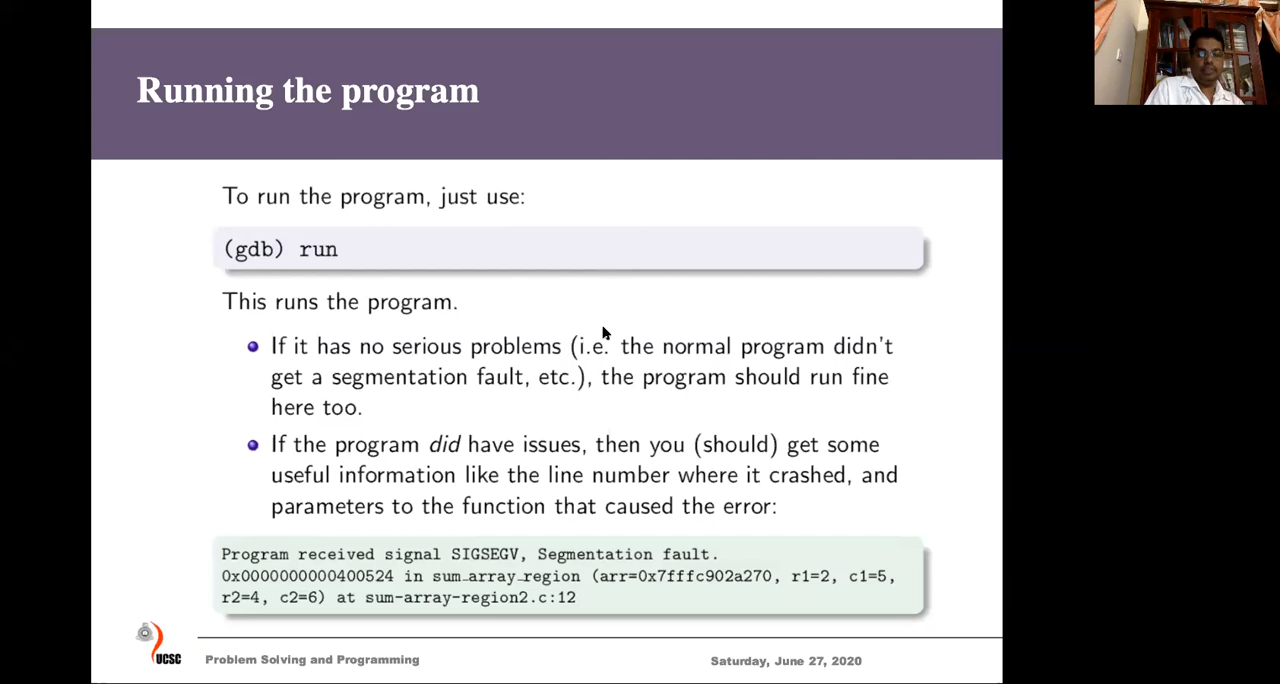 Running the program
To run the program, just use:
(gdb) run
This runs the program.
If it has no serious problems (i.e. the normal program didn't
get a segmentation fault, etc.), the program should run fine
here too.
If the program did have issues, then you (should) get some
useful information like the line number where it crashed, and
parameters to the function that caused the error:
Program received signal SIGSEGV, Segmentation fault.
0x0000000000400524 in sum_array_region (arr=0x7fffc902a270, r1=2, c1=5,
r2=4, c2=6) at sum-array-region2.c:12
UCSC
Problem Solving and Programming
Saturday, June 27, 2020